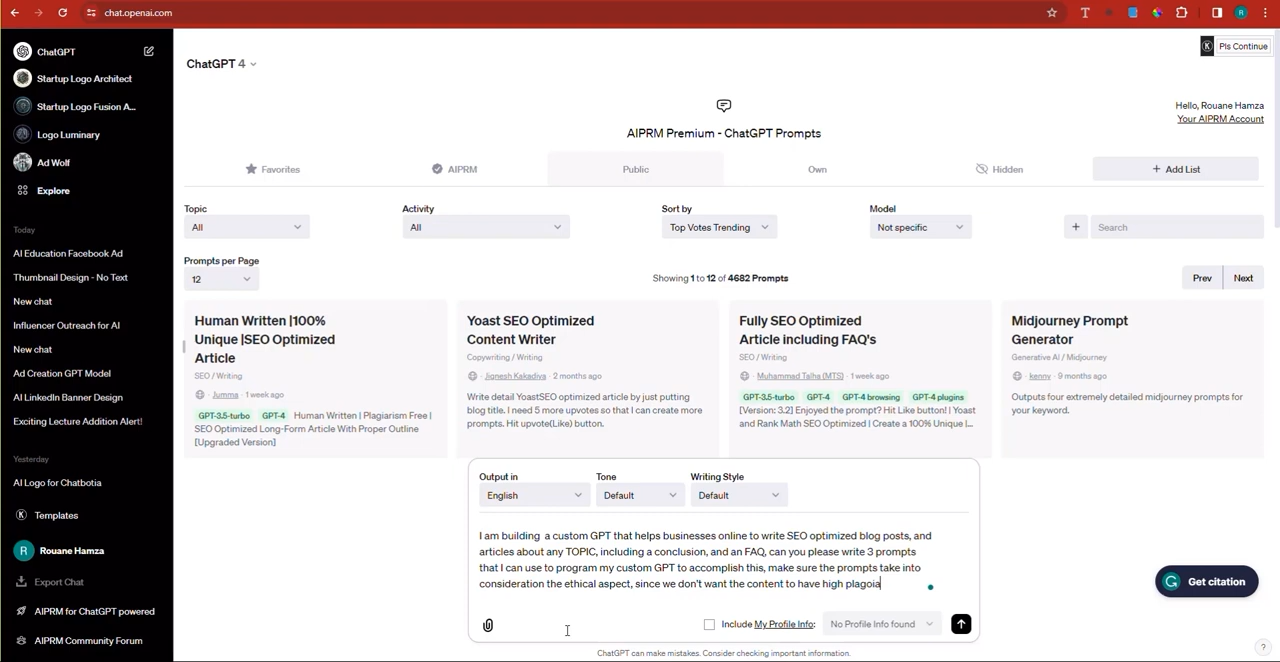 chat.openai.com
R
ChatGPT
Startup Logo Architect
Startup Logo Fusion A...
Logo Luminary
Ad Wolf
Explore
Today
AI Education Facebook Ad
Thumbnail Design - No Text
New chat
Influencer Outreach for AI
New chat
Ad Creation GPT Model
AI LinkedIn Banner Design
Exciting Lecture Addition Alert!
Yesterday
AI Logo for Chatbotia
K Templates
R Rouane Hamza
Export Chat
AIPRM for ChatGPT powered
AIPRM Community Forum
ChatGPT 4
K Pls Continue
Hello, Rouane Hamza
Your AIPRM Account
AIPRM Premium - ChatGPT Prompts
Favorites AIPRM Public Own Hidden + Add List
Topic Activity Sort by Model
All All Top Votes Trending Not specific + Search
Prompts per Page
12
Showing 1 to 12 of 4682 Prompts
Prev Next
Human Written |100%
Unique |SEO Optimized
Article
SEO / Writing
Jumma · 1 week ago
GPT-3.5-turbo GPT-4 Human Written | Plagiarism Free |
SEO Optimized Long-Form Article With Proper Outline
[Upgraded Version]
Yoast SEO Optimized
Content Writer
Copywriting / Writing
Jignesh Kakadiya · 2 months ago
Write detail YoastSEO optimized article by just putting
blog title. I need 5 more upvotes so that I can create more
prompts. Hit upvote(Like) button.
Fully SEO Optimized
Article including FAQ's
SEO / Writing
Muhammad Talha (MTS) · 1 week ago
GPT-3.5-turbo GPT-4 GPT-4 browsing GPT-4 plugins
[Version: 3.2] Enjoyed the prompt? Hit Like button! | Yoast
and Rank Math SEO Optimized | Create a 100% Unique |...
Midjourney Prompt
Generator
Generative AI / Midjourney
kenny · 9 months ago
Outputs four extremely detailed midjourney prompts for
your keyword.
Output in Tone Writing Style
English Default Default
I am building a custom GPT that helps businesses online to write SEO optimized blog posts, and
articles about any TOPIC, including a conclusion, and an FAQ, can you please write 3 prompts
that I can use to program my custom GPT to accomplish this, make sure the prompts take into
consideration the ethical aspect, since we don't want the content to have high plagoia
Include My Profile Info: No Profile Info found
Get citation
ChatGPT can make mistakes. Consider checking important information.
?